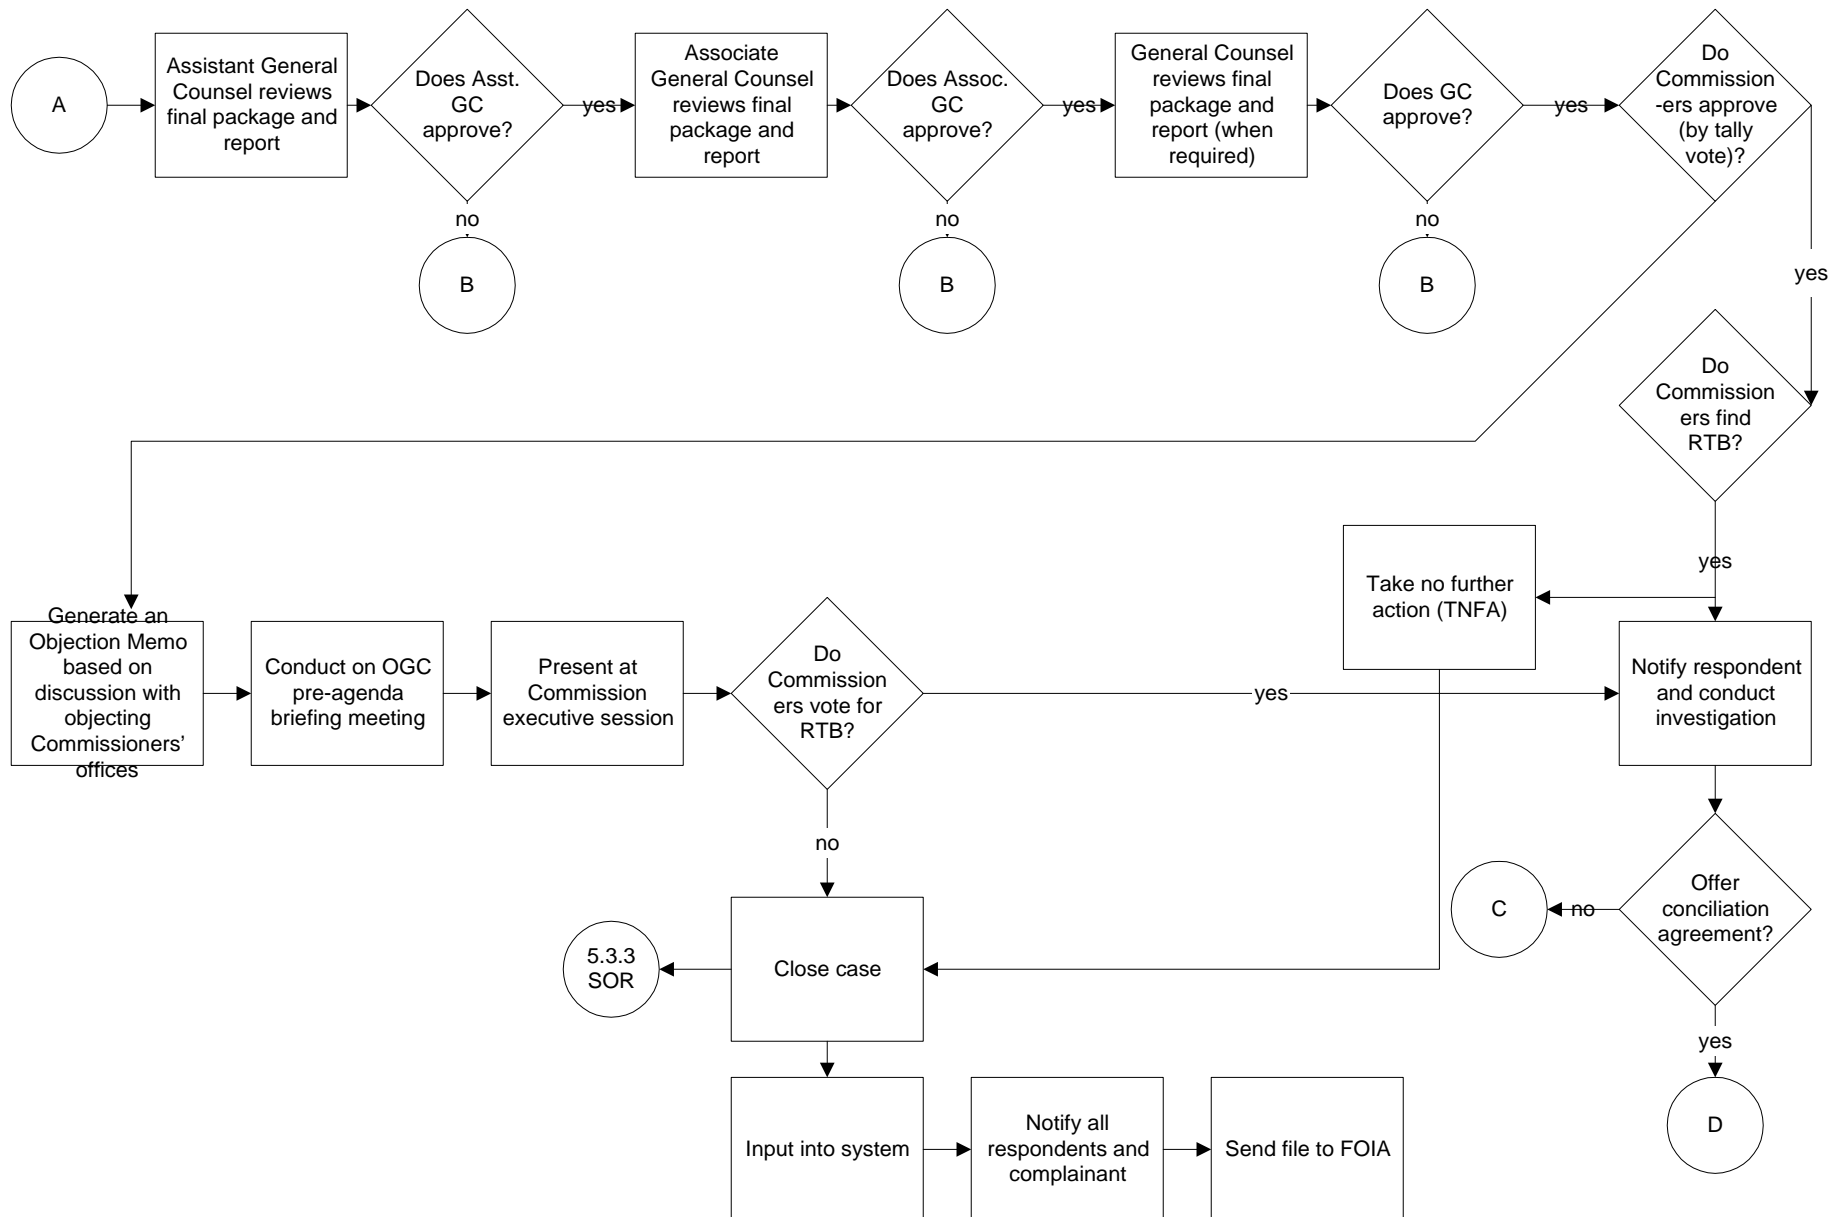 A
Assistant General
Counsel reviews
final package and
report
Does Asst.
GC
approve?
yes
Associate
General Counsel
reviews final
package and
report
Does Assoc.
GC
approve?
yes
General Counsel
reviews final
package and
report (when
required)
Does GC
approve?
yes
Do
Commission
-ers approve
(by tally
vote)?
no
B
no
B
no
B
yes
Do
Commission
ers find
RTB?
yes
Take no further
action (TNFA)
Generate an
Objection Memo
based on
discussion with
objecting
Commissioners'
offices
Conduct on OGC
pre-agenda
briefing meeting
Present at
Commission
executive session
Do
Commission
ers vote for
RTB?
yes
Notify respondent
and conduct
investigation
no
Offer
conciliation
agreement?
no
C
5.3.3
SOR
Close case
yes
D
Input into system
Notify all
respondents and
complainant
Send file to FOIA